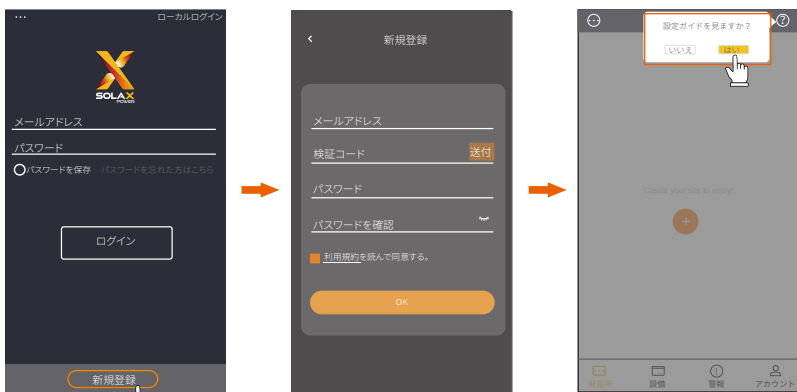 ローカルログイン
SOLAX
POWER
メールアドレス
パスワード
パスワードを保存 パスワードを忘れた方はこちら
ログイン
新規登録
新規登録
メールアドレス
検証コード 送付
パスワード
パスワードを確認
利用規約を読んで同意する。
OK
設定ガイドを見ますか?
いいえ はい
Create your site to enjoy!
発電所 設備 警報 アカウント